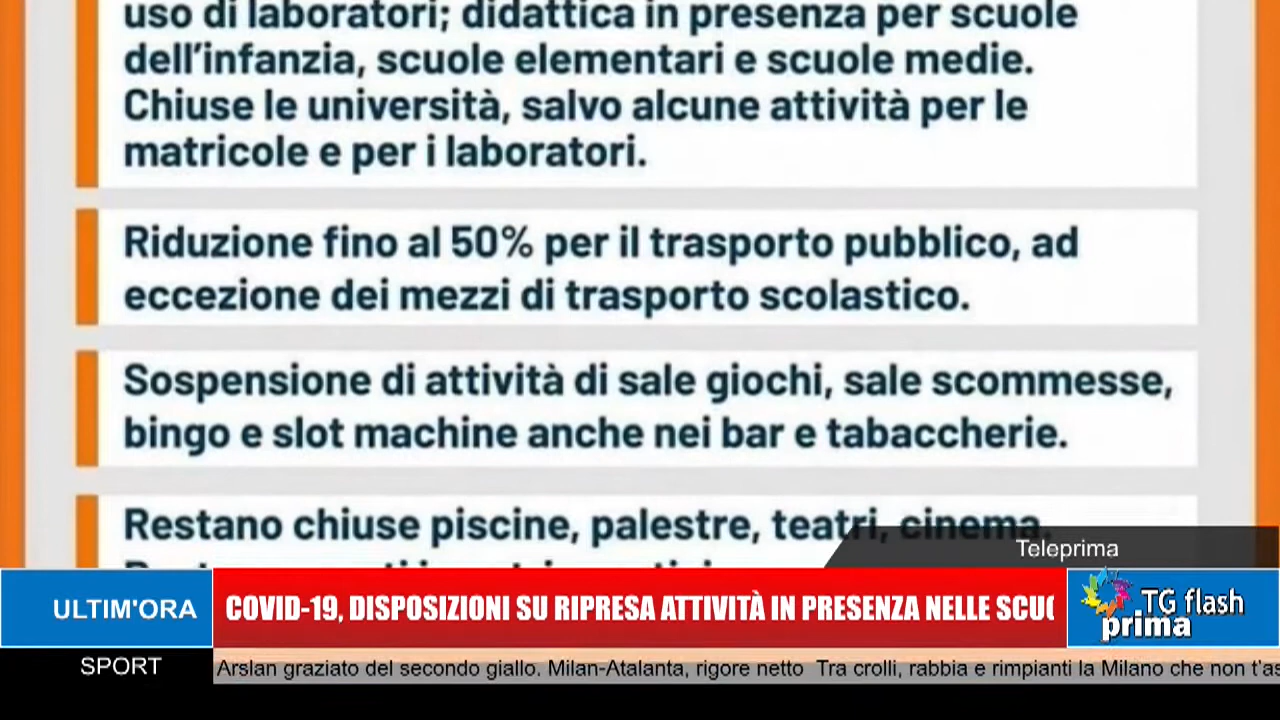 uso di laboratori; didattica in presenza per scuole
dell'infanzia, scuole elementari e scuole medie.
Chiuse le università, salvo alcune attività per le
matricole e per i laboratori.
Riduzione fino al 50% per il trasporto pubblico, ad
eccezione dei mezzi di trasporto scolastico.
Sospensione di attività di sale giochi, sale scommesse,
bingo e slot machine anche nei bar e tabaccherie.
Restano chiuse piscine, palestre, teatri, cinema.
Teleprima
ULTIM'ORA
COVID-19, DISPOSIZIONI SU RIPRESA ATTIVITÀ IN PRESENZA NELLE SCUO
TG flash
prima
SPORT
Arslan graziato del secondo giallo. Milan-Atalanta, rigore netto Tra crolli, rabbia e rimpianti la Milano che non t'as